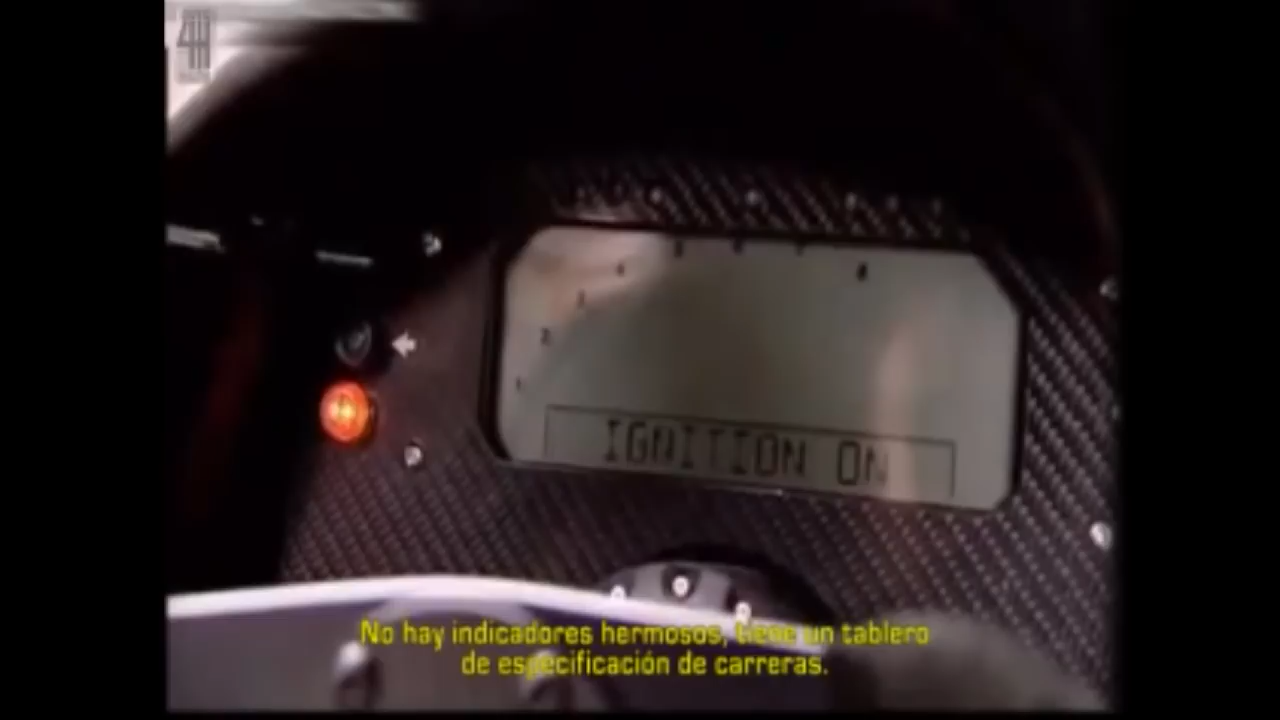 IGNITION ON
No hay indicadores hermosos, tiene un tablero
de especificación de carreras.